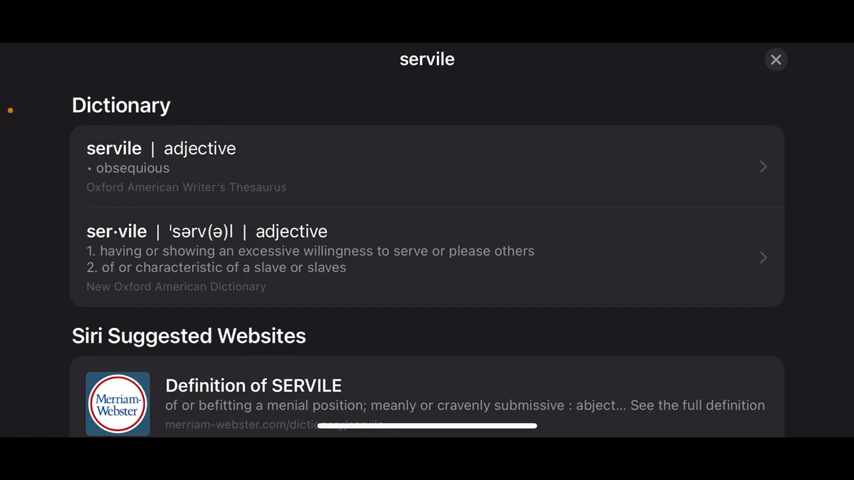 servile
Dictionary
servile | adjective
• obsequious
Oxford American Writer's Thesaurus
ser·vile | ˈsərv(ə)l | adjective
1. having or showing an excessive willingness to serve or please others
2. of or characteristic of a slave or slaves
New Oxford American Dictionary
Siri Suggested Websites
Definition of SERVILE
Merriam-
Webster
of or befitting a menial position; meanly or cravenly submissive : abject... See the full definition
merriam-webster.com/dictionary/servile